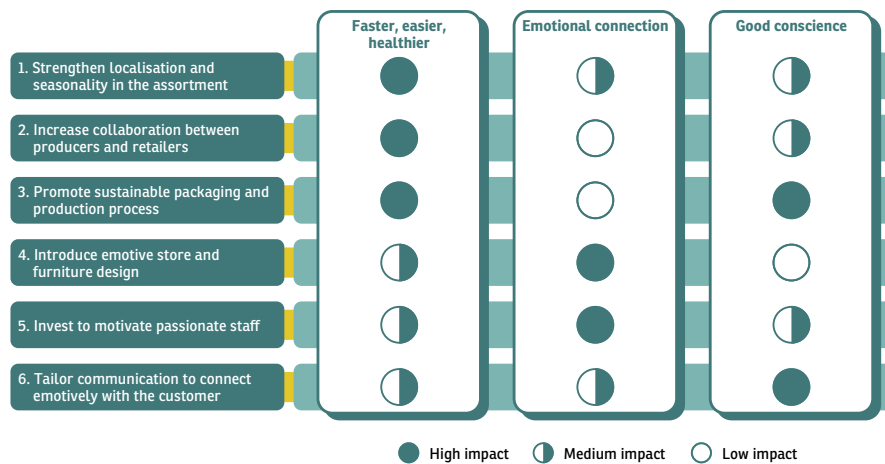 Faster, easier,
healthier
Emotional connection
Good conscience
1. Strengthen localisation and
seasonality in the assortment
2. Increase collaboration between
producers and retailers
3. Promote sustainable packaging and
production process
4. Introduce emotive store and
furniture design
5. Invest to motivate passionate staff
6. Tailor communication to connect
emotively with the customer
High impact
Medium impact
Low impact